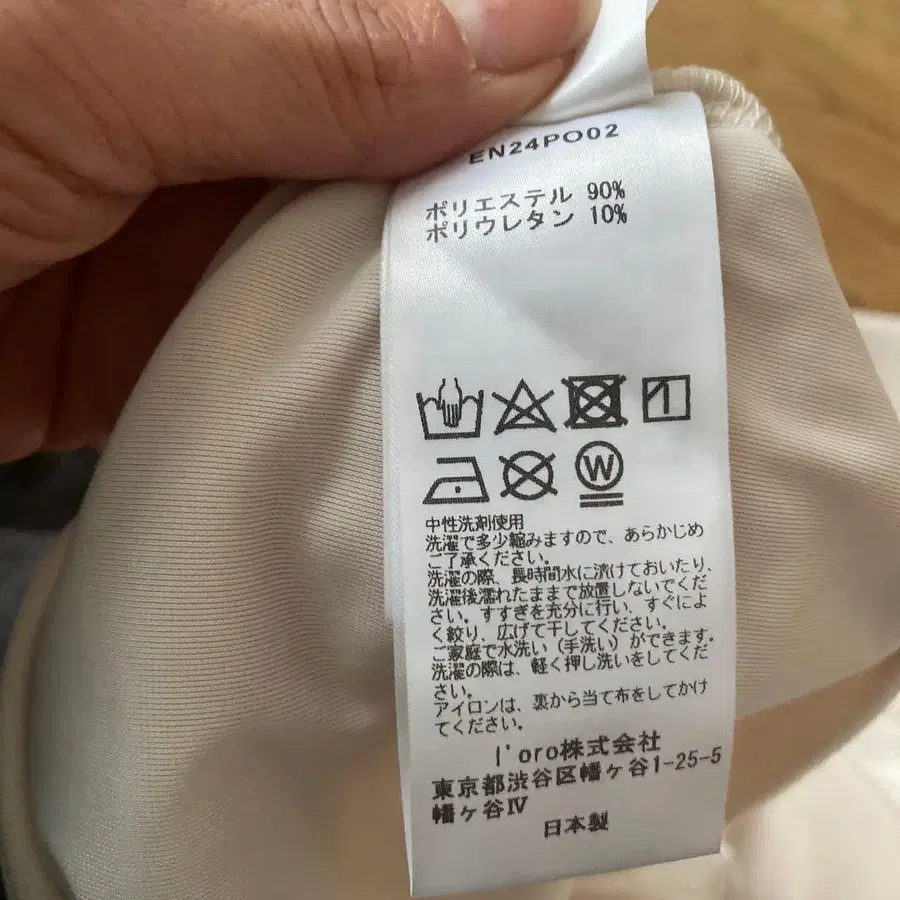 EN24PO02
ポリエステル 90%
ポリウレタン 10%
W
中性洗剤使用
洗濯で多少縮みますので、あらかじめ
ご了承ください。
洗濯の際、長時間水に漬けておいたり、
洗濯後濡れたままで放置しないでくだ
さい。すすぎを充分に行い、すぐによ
く絞り、広げて干してください。
ご家庭で水洗い（手洗い）ができます。
洗濯の際は、軽く押し洗いをしてくだ
さい。
アイロンは、裏から当て布をしてかけ
てください。
l'oro株式会社
東京都渋谷区幡ヶ谷1-25-5
幡ヶ谷Ⅳ
日本製